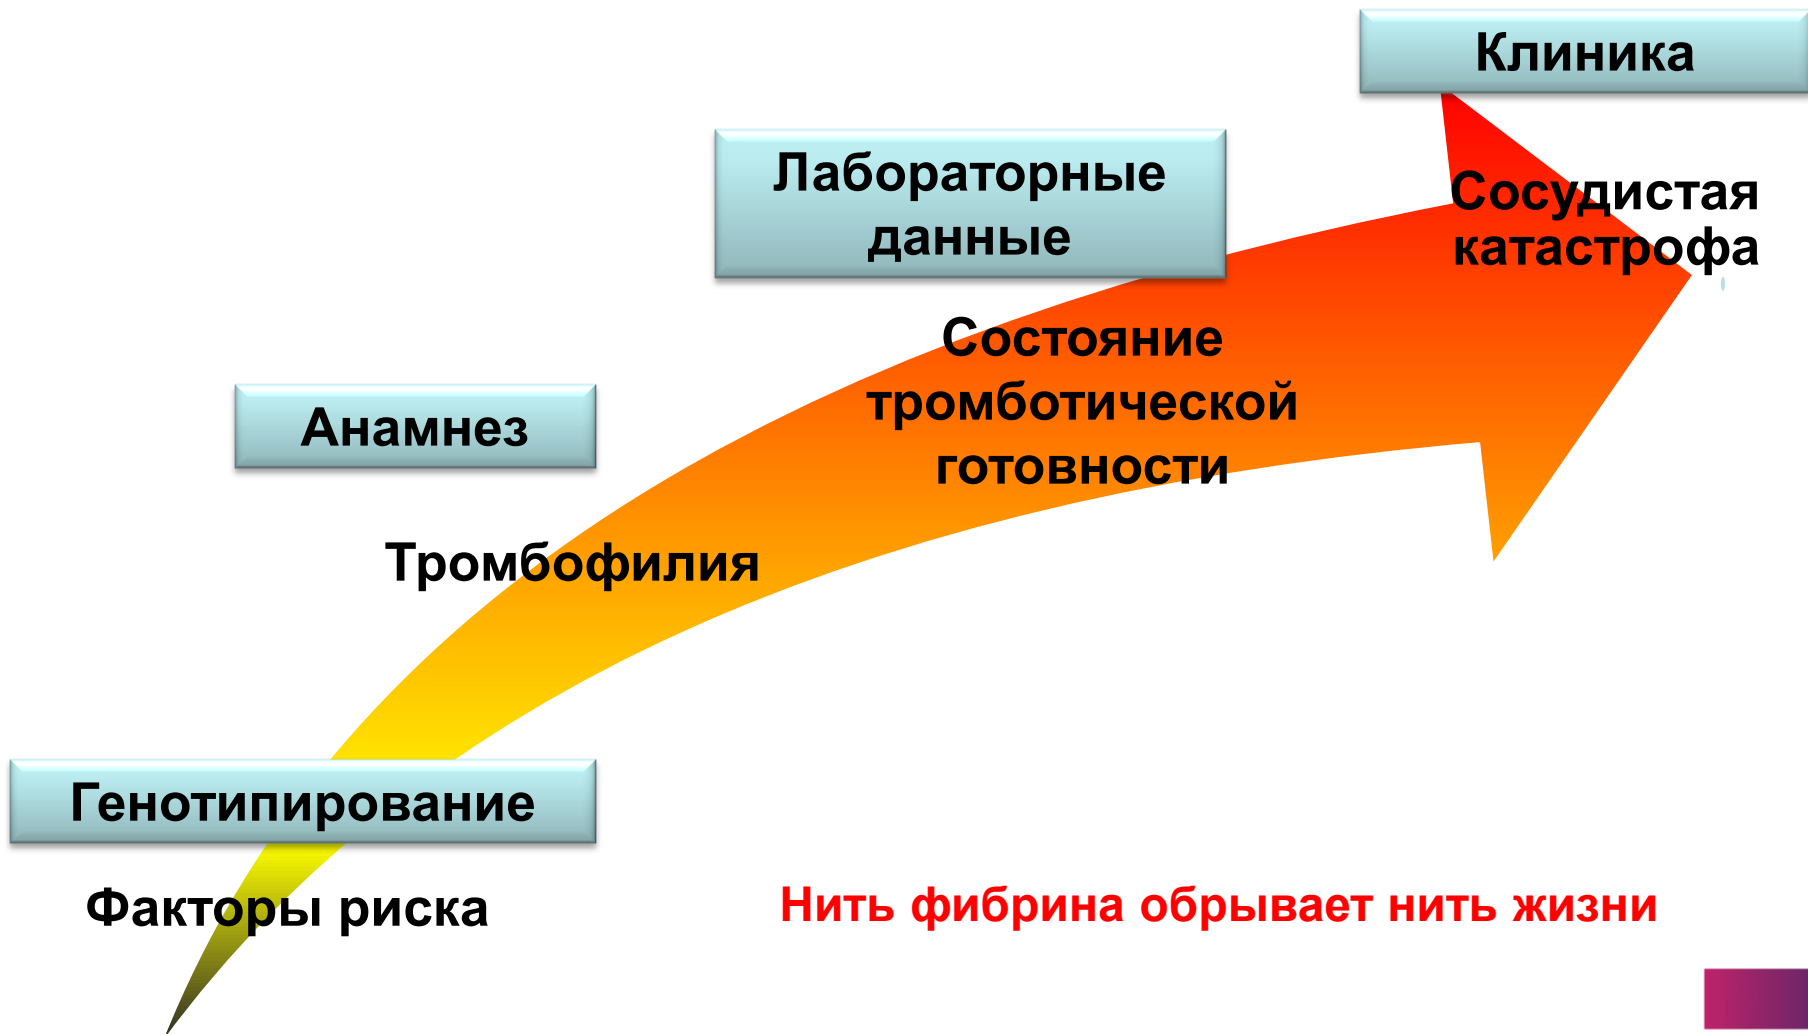 Клиника
Лабораторные
данные
Сосудистая
катастрофа
Состояние
тромботической
готовности
Анамнез
Тромбофилия
Генотипирование
Факторы риска
Нить фибрина обрывает нить жизни